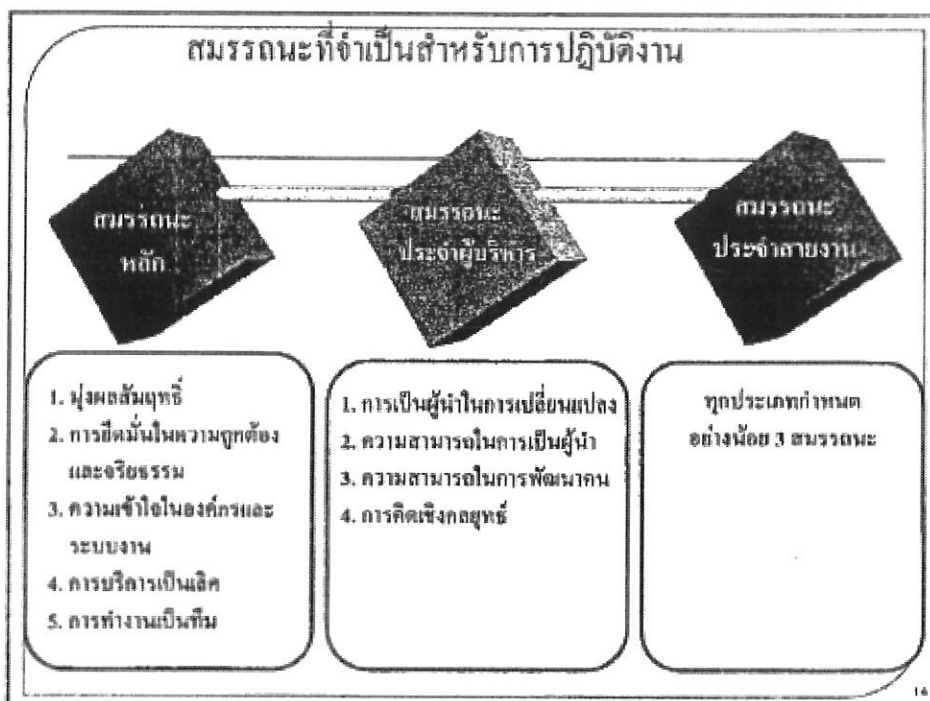 สมรรถนะที่จำเป็นสำหรับการปฏิบัติงาน
สมรรถนะ
หลัก
สมรรถนะ
ประจำผู้บริหาร
สมรรถนะ
ประจำสายงาน
1. มุ่งผลสัมฤทธิ์
2. การยึดมั่นในความถูกต้อง
และจริยธรรม
3. ความเข้าใจในองค์กรและ
ระบบงาน
4. การบริการเป็นเลิศ
5. การทำงานเป็นทีม
1. การเป็นผู้นำในการเปลี่ยนแปลง
2. ความสามารถในการเป็นผู้นำ
3. ความสามารถในการพัฒนาคน
4. การคิดเชิงกลยุทธ์
ทุกประเภทกำหนด
อย่างน้อย 3 สมรรถนะ